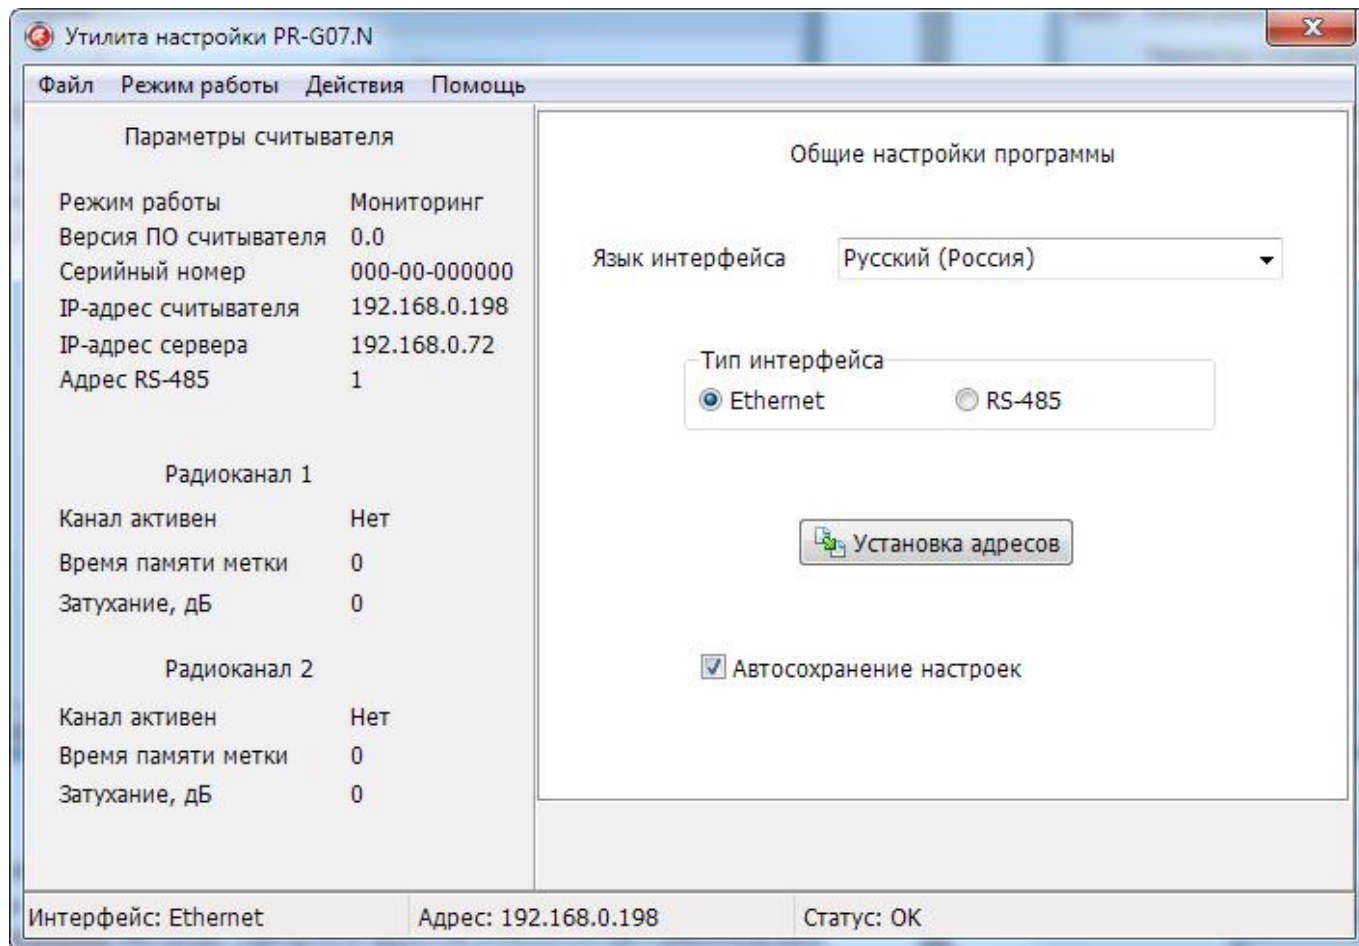 Утилита настройки PR-G07.N
Файл Режим работы Действия Помощь
Параметры считывателя
Режим работы Мониторинг
Версия ПО считывателя 0.0
Серийный номер 000-00-000000
IP-адрес считывателя 192.168.0.198
IP-адрес сервера 192.168.0.72
Адрес RS-485 1
Радиоканал 1
Канал активен Нет
Время памяти метки 0
Затухание, дБ 0
Радиоканал 2
Канал активен Нет
Время памяти метки 0
Затухание, дБ 0
Общие настройки программы
Язык интерфейса Русский (Россия)
Тип интерфейса
Ethernet RS-485
Установка адресов
Автосохранение настроек
Интерфейс: Ethernet Адрес: 192.168.0.198 Статус: OK